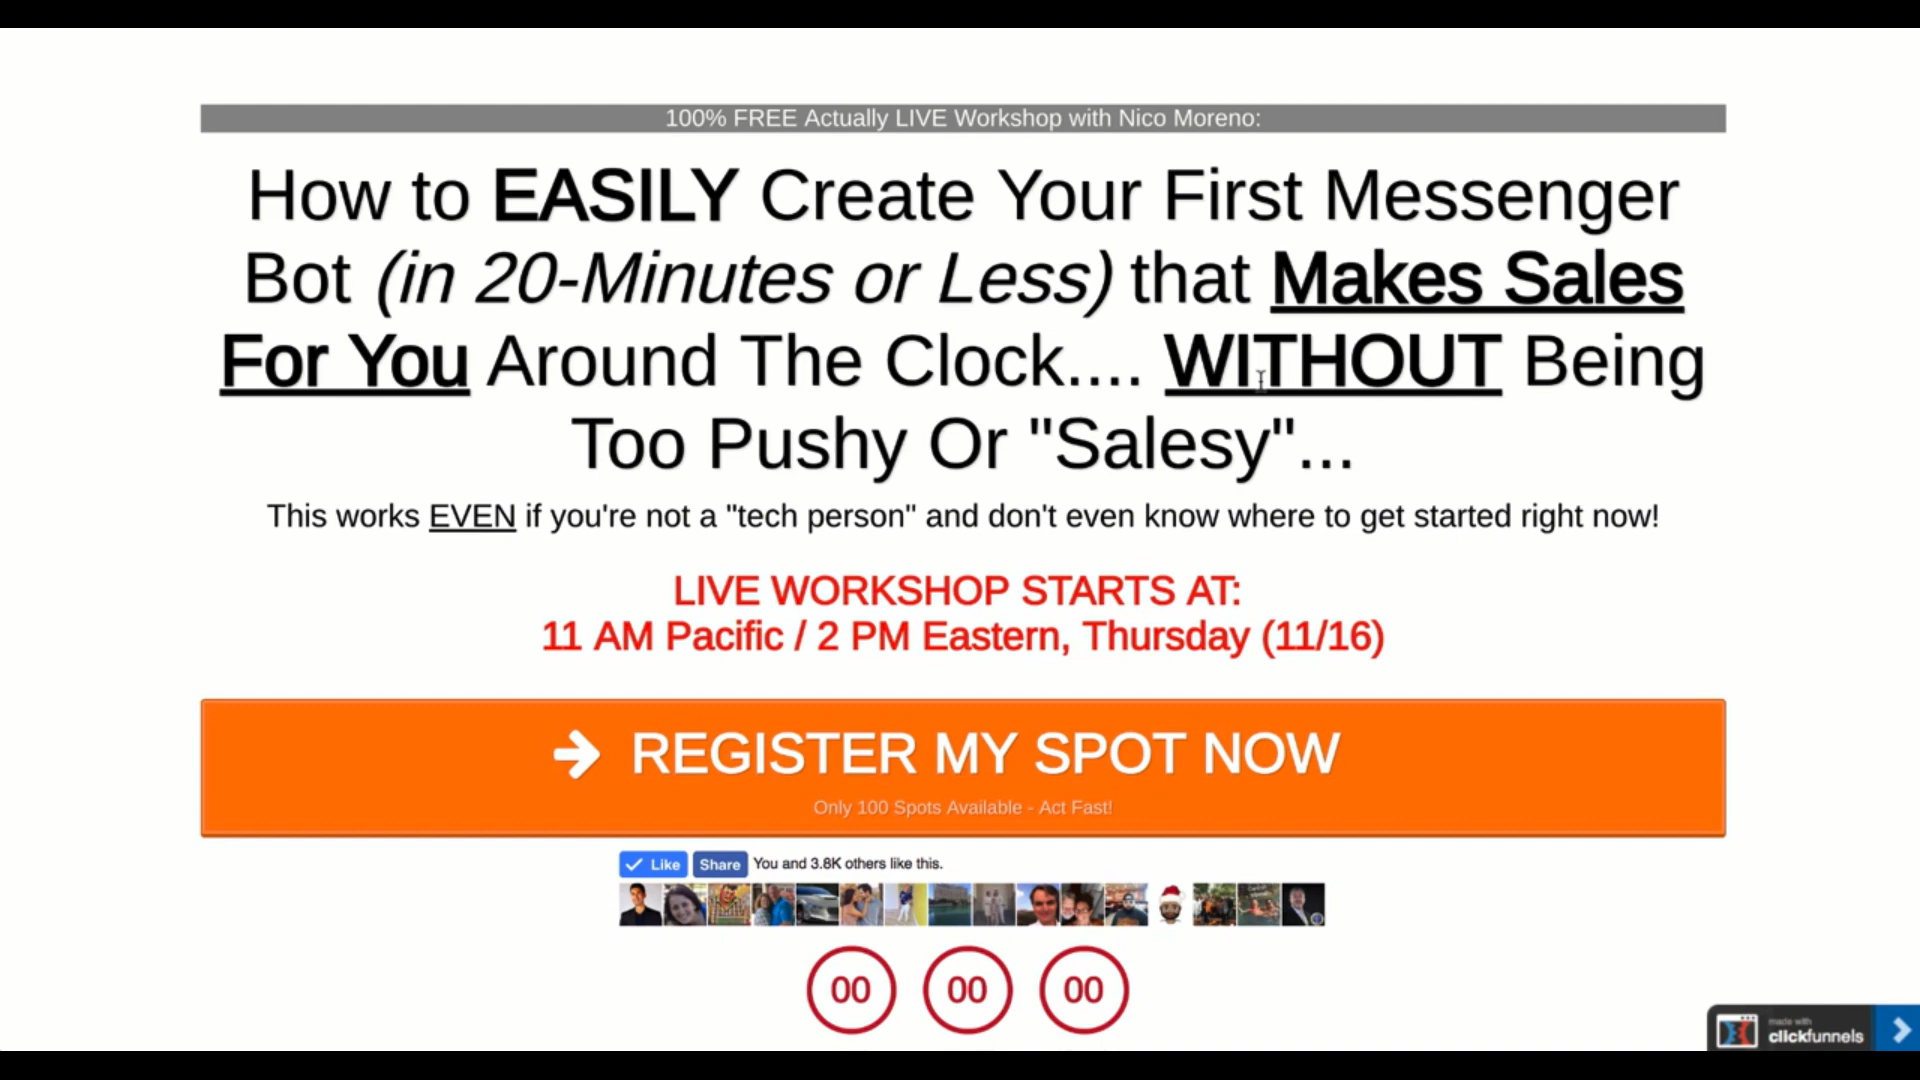 100% FREE Actually LIVE Workshop with Nico Moreno:
How to EASILY Create Your First Messenger
Bot (in 20-Minutes or Less) that Makes Sales
For You Around The Clock.... WITHOUT Being
Too Pushy Or "Salesy"...
This works EVEN if you're not a "tech person" and don't even know where to get started right now!
LIVE WORKSHOP STARTS AT:
11 AM Pacific / 2 PM Eastern, Thursday (11/16)
REGISTER MY SPOT NOW
Only 100 Spots Available - Act Fast!
Like Share You and 3.8K others like this.
00 00 00
made with
clickfunnels